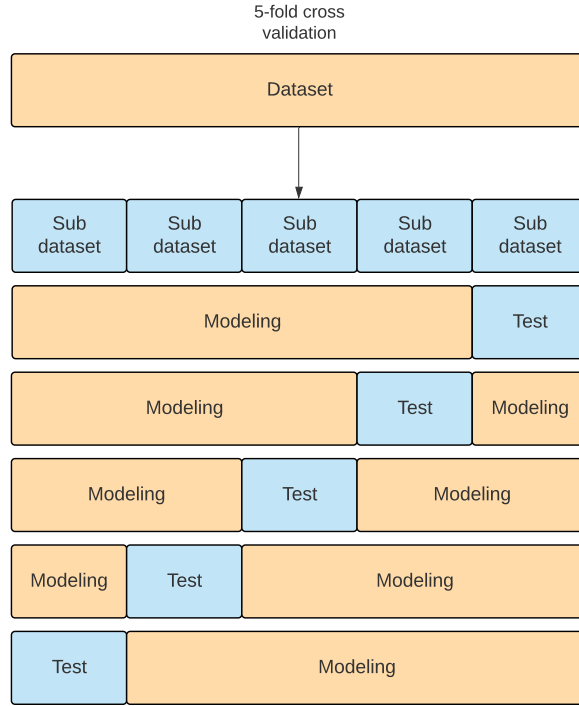 5-fold cross
validation
Dataset
Sub Sub Sub Sub Sub
dataset dataset dataset dataset dataset
Modeling Test
Modeling Test Modeling
Modeling Test Modeling
Modeling Test Modeling
Test Modeling